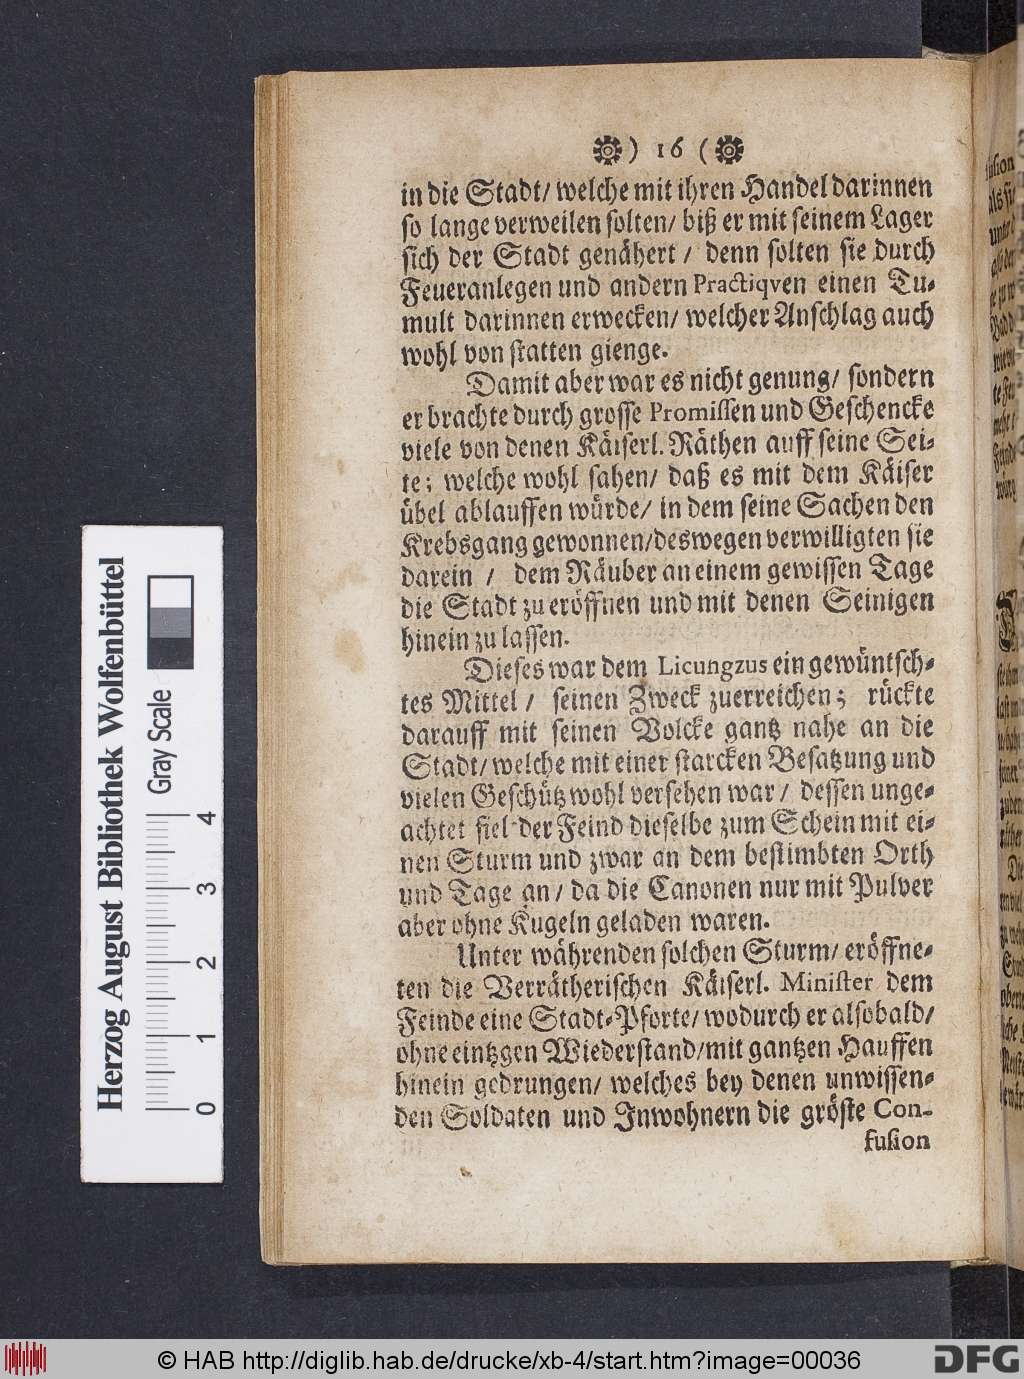 ) 16 (
in die Stadt/ welche mit ihren Handel darinnen
so lange verweilen solten/ biß er mit seinem Lager
sich der Stadt genähert / denn solten sie durch
Feueranlegen und andern Practiqven einen Tu-
mult darinnen erwecken/ welcher Anschlag auch
wohl von statten gienge.
Damit aber war es nicht genung/ sondern
er brachte durch grosse Promissen und Geschencke
viele von denen Käiserl. Räthen auff seine Sei-
te; welche wohl sahen/ daß es mit dem Käiser
übel ablauffen würde/ in dem seine Sachen den
Krebsgang gewonnen/deswegen verwilligten sie
darein / dem Räuber an einem gewissen Tage
die Stadt zu eröffnen und mit denen Seinigen
hinein zu lassen.
Dieses war dem Licungzus ein gewüntsch-
tes Mittel / seinen Zweck zuerreichen; rückte
darauff mit seinen Volcke gantz nahe an die
Stadt/ welche mit einer starcken Besatzung und
vielen Geschütz wohl versehen war / dessen unge-
achtet fiel der Feind dieselbe zum Schein mit ei-
nen Sturm und zwar an dem bestimbten Orth
und Tage an / da die Canonen nur mit Pulver
aber ohne Kugeln geladen waren.
Unter währenden solchen Sturm/ eröffne-
ten die Verrätherischen Käiserl. Minister dem
Feinde eine Stadt-Pforte/ wodurch er alsobald/
ohne eintzgen Wiederstand/mit gantzen Hauffen
hinein gedrungen/ welches bey denen unwissen-
den Soldaten und Inwohnern die gröste Con-
fusion
Herzog August Bibliothek Wolfenbüttel
Gray Scale
0 1 2 3 4
© HAB http://diglib.hab.de/drucke/xb-4/start.htm?image=00036
DFG